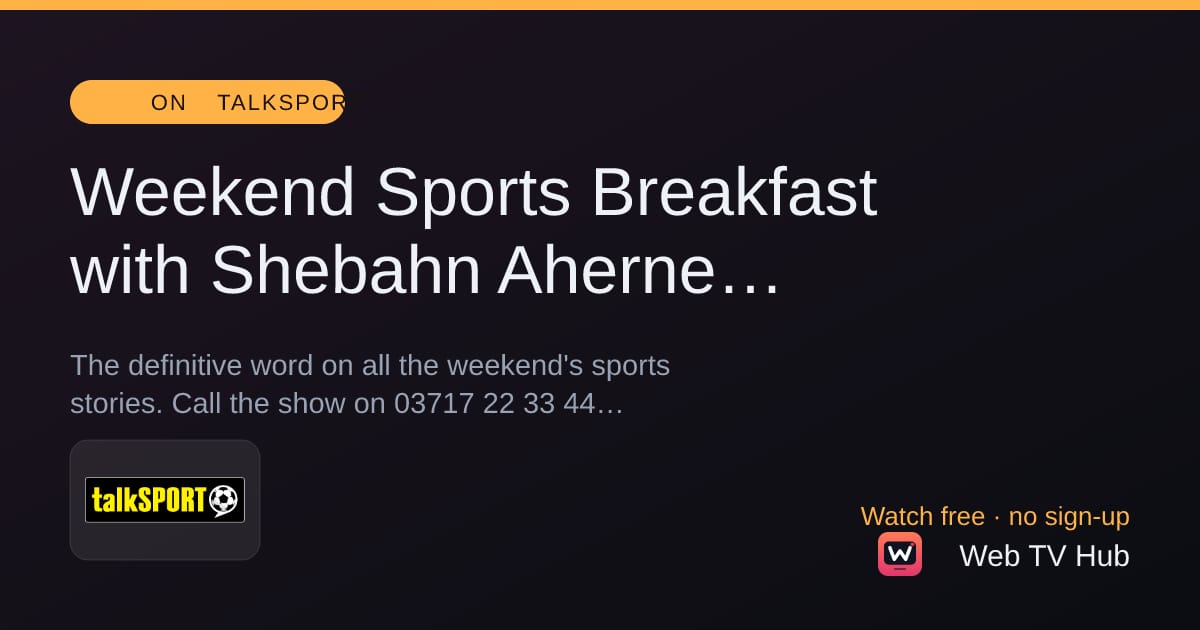 ON TALKSPOR
Weekend Sports Breakfast
with Shebahn Aherne…
The definitive word on all the weekend's sports
stories. Call the show on 03717 22 33 44…
talkSPORT
Watch free · no sign-up
W
Web TV Hub